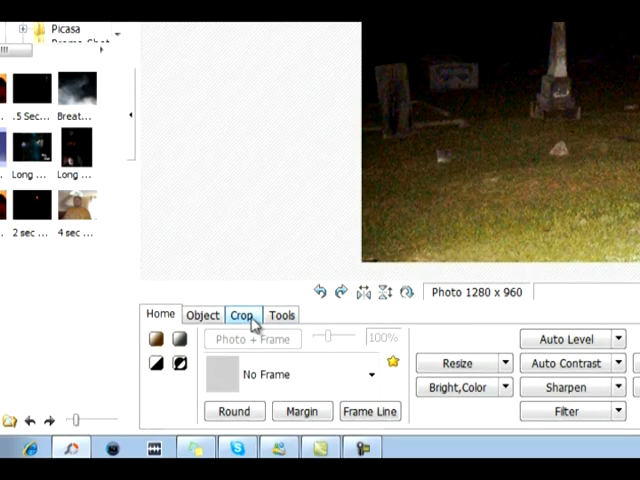 Picasa
.5 Sec... Breat...
Long ... Long ...
2 sec ... 4 sec ...
Photo 1280 x 960
Home Object Crop Tools
Photo + Frame 100% Auto Level
No Frame Resize Auto Contrast
Bright,Color Sharpen
Round Margin Frame Line Filter